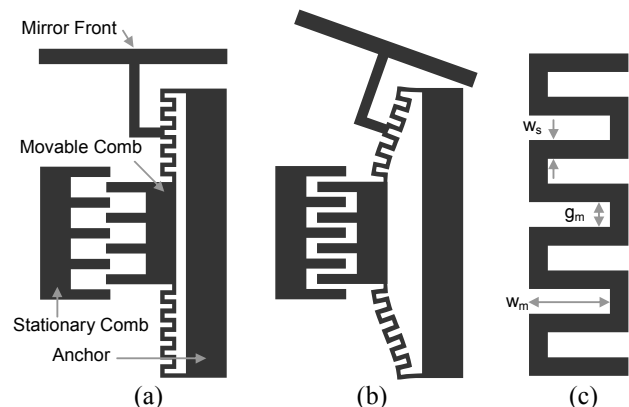 Mirror Front
Movable Comb
Stationary Comb
Anchor
w_s
g_m
w_m
(a)
(b)
(c)